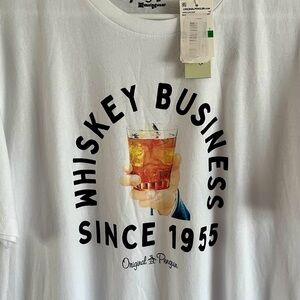 WHISKEY BUSINESS
SINCE 1955
Original Penguin